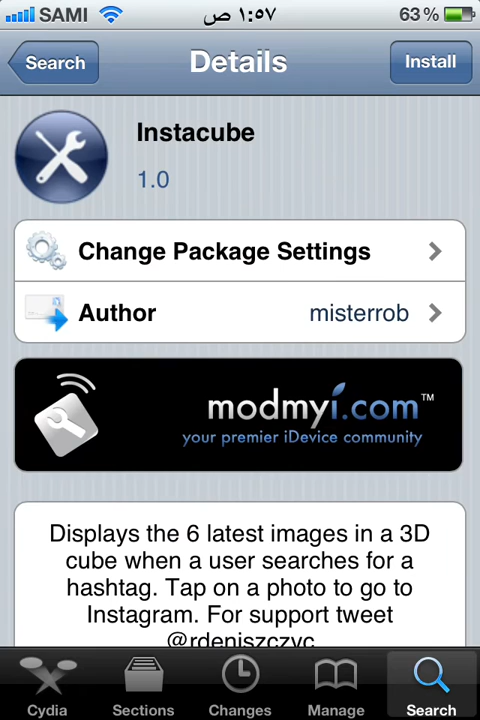 SAMI ١:٥٧ ص 63%
Search Details Install
Instacube
1.0
Change Package Settings
Author misterrob
modmyi.com™
your premier iDevice community
Displays the 6 latest images in a 3D
cube when a user searches for a
hashtag. Tap on a photo to go to
Instagram. For support tweet
Cydia Sections Changes Manage Search